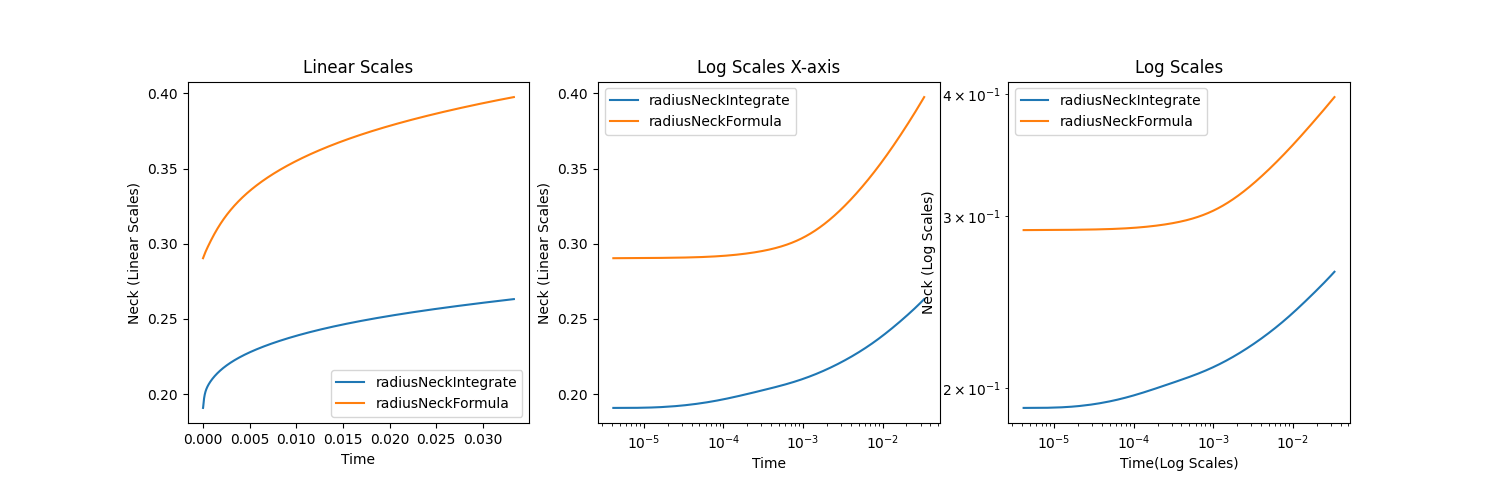 Linear Scales
Neck (Linear Scales)
0.40
0.35
0.30
0.25
0.20
radiusNeckIntegrate
radiusNeckFormula
0.000 0.005 0.010 0.015 0.020 0.025 0.030
Time
Log Scales X-axis
Neck (Linear Scales)
0.40
0.35
0.30
0.25
0.20
radiusNeckIntegrate
radiusNeckFormula
10⁻⁵ 10⁻⁴ 10⁻³ 10⁻²
Time
Log Scales
Neck (Log Scales)
4 × 10⁻¹
3 × 10⁻¹
2 × 10⁻¹
radiusNeckIntegrate
radiusNeckFormula
10⁻⁵ 10⁻⁴ 10⁻³ 10⁻²
Time(Log Scales)